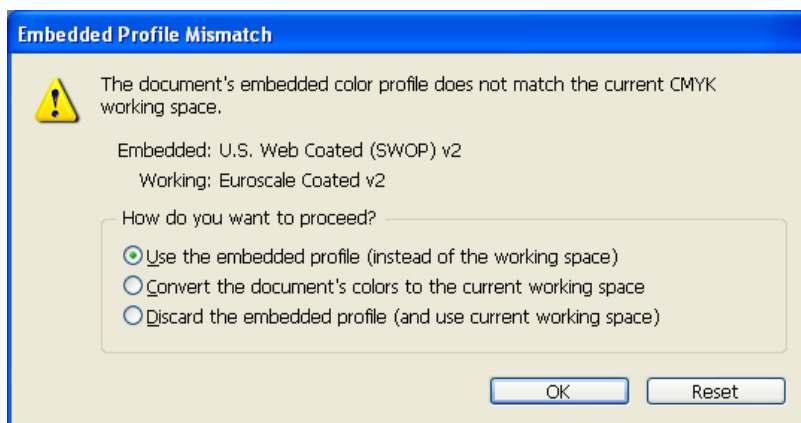 Embedded Profile Mismatch
The document's embedded color profile does not match the current CMYK
working space.
Embedded: U.S. Web Coated (SWOP) v2
Working: Euroscale Coated v2
How do you want to proceed?
Use the embedded profile (instead of the working space)
Convert the document's colors to the current working space
Discard the embedded profile (and use current working space)
OK Reset